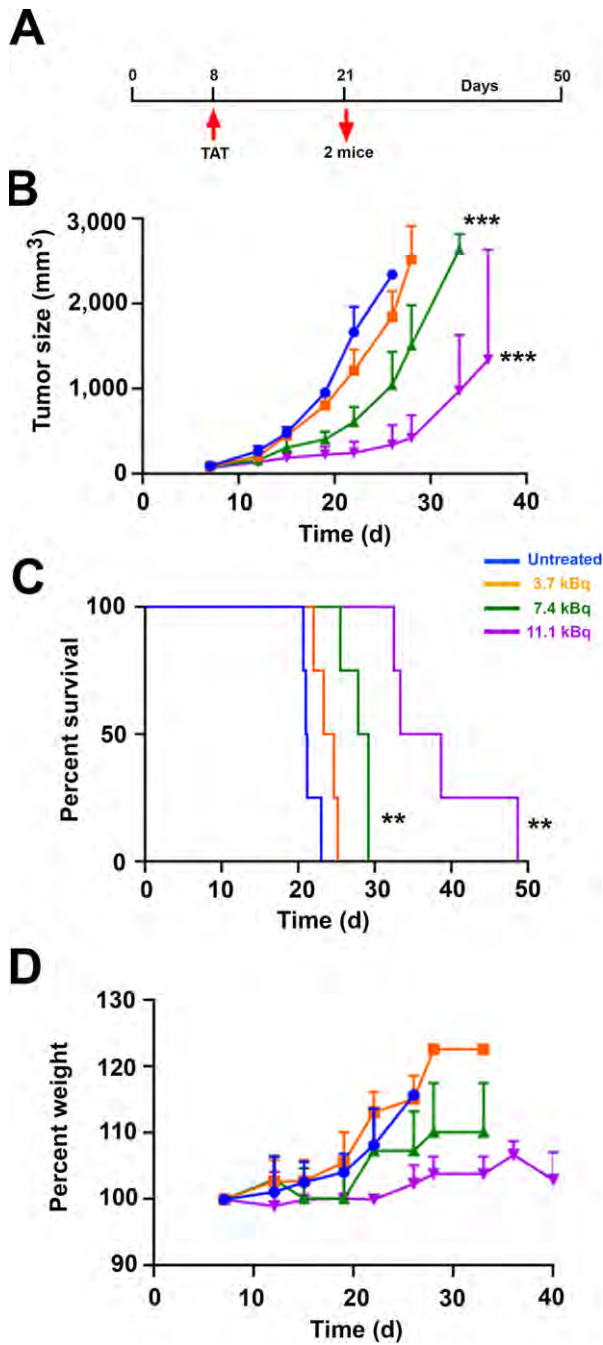 A
0 8 21 Days 50
TAT 2 mice
B
Tumor size (mm3)
3,000
2,000
1,000
0
***
***
0 10 20 30 40
Time (d)
Untreated
3.7 kBq
7.4 kBq
11.1 kBq
C
Percent survival
100
50
0
**
**
0 10 20 30 40 50
Time (d)
D
Percent weight
130
120
110
100
90
0 10 20 30 40
Time (d)